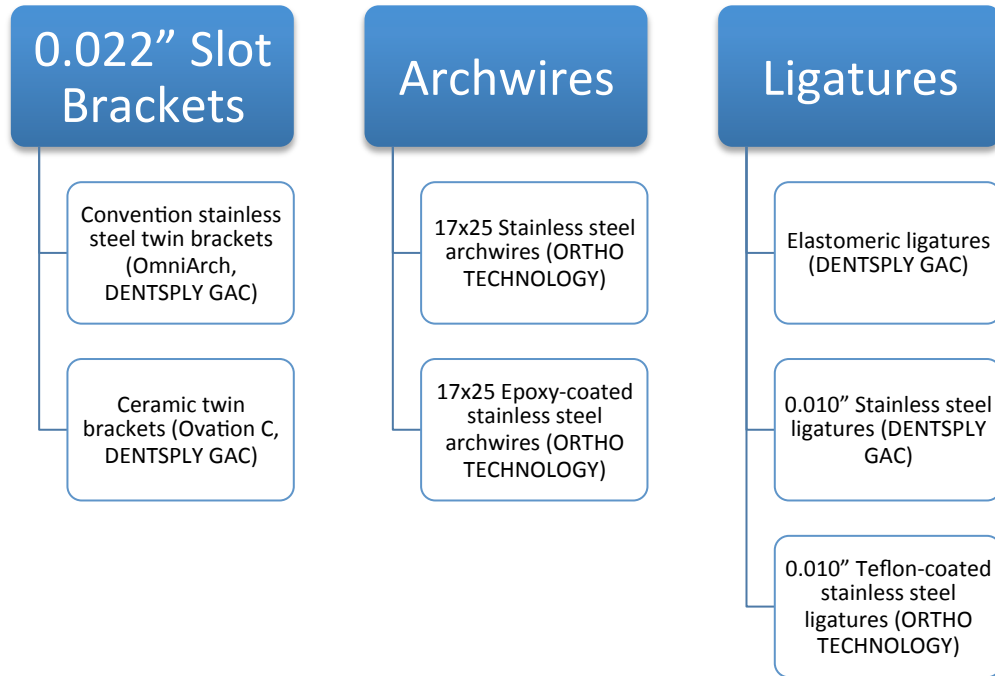 0.022” Slot
Brackets
Convention stainless
steel twin brackets
(OmniArch,
DENTSPLY GAC)
Ceramic twin
brackets (Ovation C,
DENTSPLY GAC)
Archwires
17x25 Stainless steel
archwires (ORTHO
TECHNOLOGY)
17x25 Epoxy-coated
stainless steel
archwires (ORTHO
TECHNOLOGY)
Ligatures
Elastomeric ligatures
(DENTSPLY GAC)
0.010” Stainless steel
ligatures (DENTSPLY
GAC)
0.010” Teflon-coated
stainless steel
ligatures (ORTHO
TECHNOLOGY)